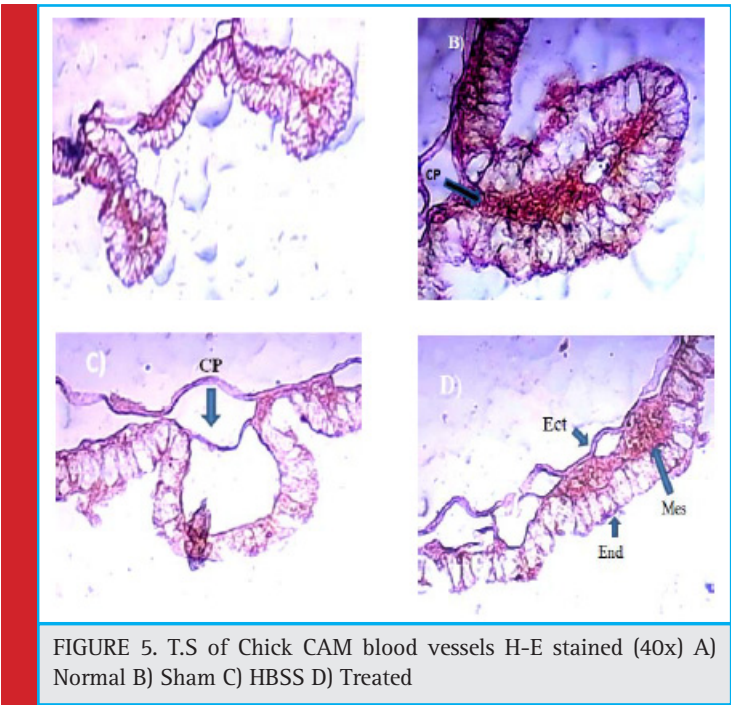 A)
B)
CP
C)
CP
D)
Ect
Mes
End
FIGURE 5. T.S of Chick CAM blood vessels H-E stained (40x) A)
Normal B) Sham C) HBSS D) Treated